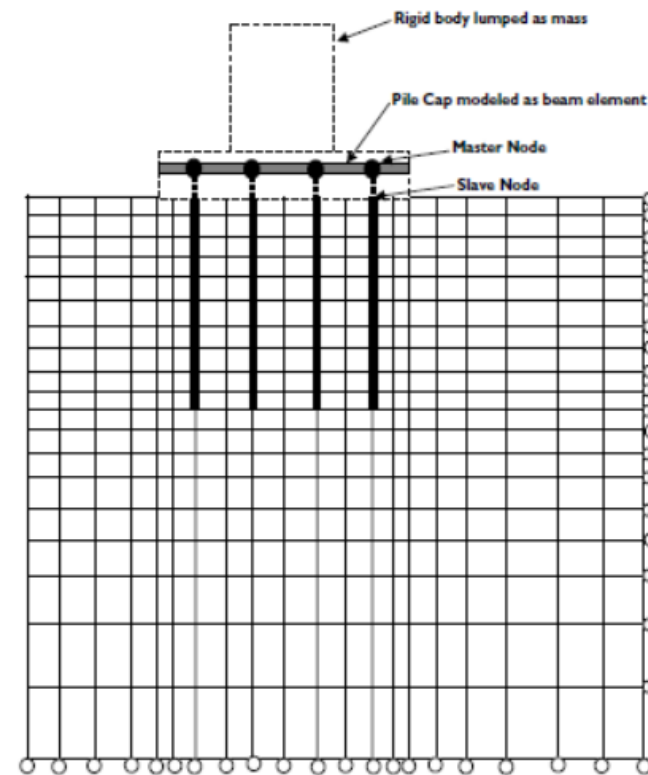 Rigid body lumped as mass
Pile Cap modeled as beam element
Master Node
Slave Node